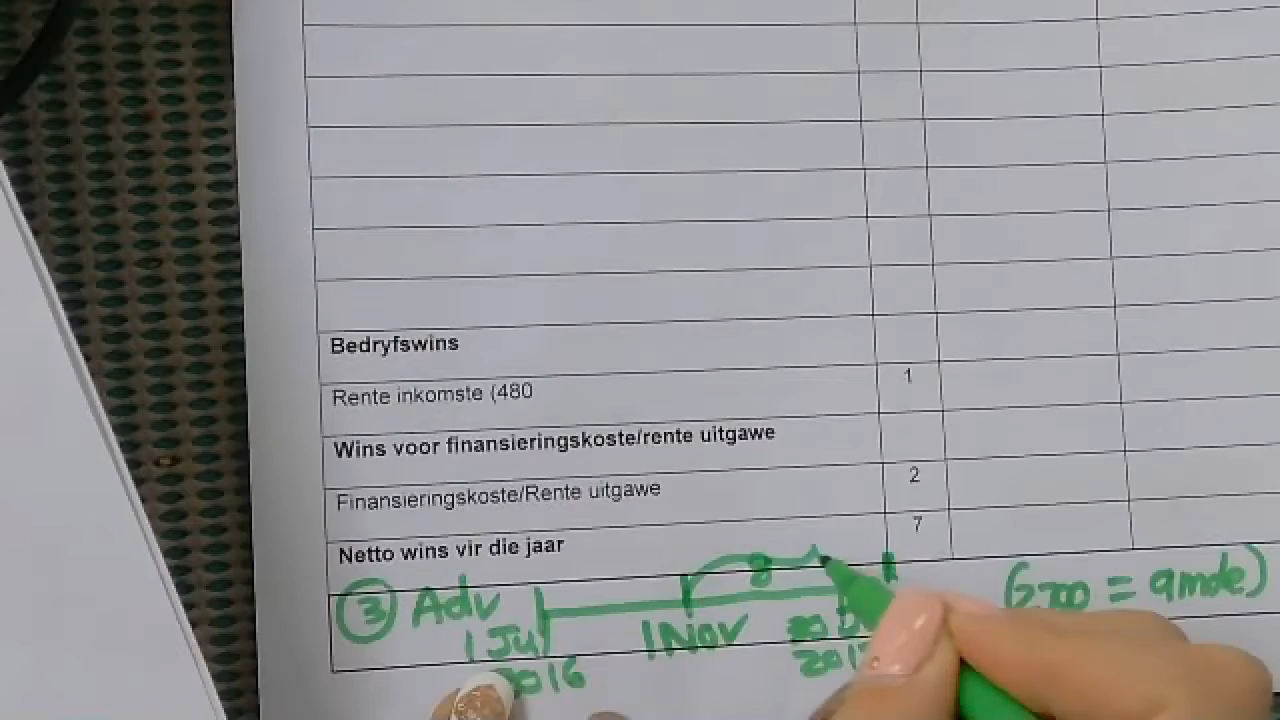 Bedryfswins
Rente inkomste (480
1
Wins voor finansieringskoste/rente uitgawe
Finansieringskoste/Rente uitgawe
2
Netto wins vir die jaar
7
③ Adv
8
1 Jul
2016
1 Nov
= 9mde)